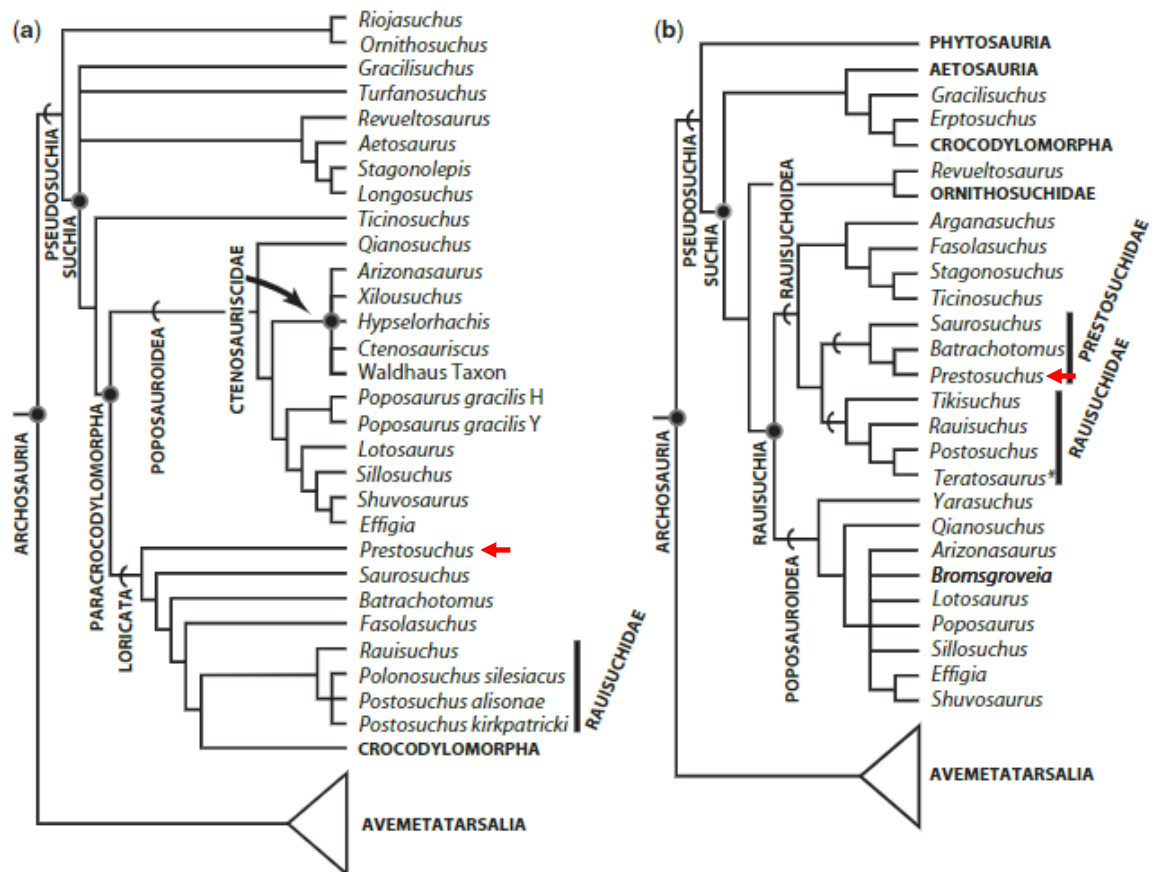 (a)
Riojasuchus
Ornithosuchus
Gracilisuchus
Turfanosuchus
Revueltosaurus
Aetosaurus
Stagonolepis
Longosuchus
Ticinosuchus
Qianosuchus
Arizonasaurus
Xilousuchus
Hypselorhachis
Ctenosauriscus
Waldhaus Taxon
Poposaurus gracilis H
Poposaurus gracilis Y
Lotosaurus
Sillosuchus
Shuvosaurus
Effigia
Prestosuchus
Saurosuchus
Batrachotomus
Fasolasuchus
Rauisuchus
Polonosuchus silesiacus
Postosuchus alisonae
Postosuchus kirkpatricki
CROCODYLOMORPHA
AVEMETATARSALIA
ARCHOSAURIA
PSEUDOSUCHIA
SUCHIA
PARACROCODYLOMORPHA
LORICATA
POPOSAUROIDEA
CTENOSAURISCIDAE
RAUISUCHIDAE
(b)
PHYTOSAURIA
AETOSAURIA
Gracilisuchus
Erptosuchus
CROCODYLOMORPHA
Revueltosaurus
ORNITHOSUCHIDAE
Arganasuchus
Fasolasuchus
Stagonosuchus
Ticinosuchus
Saurosuchus
Batrachotomus
Prestosuchus
Tikisuchus
Rauisuchus
Postosuchus
Teratosaurus*
Yarasuchus
Qianosuchus
Arizonasaurus
Bromsgroveia
Lotosaurus
Poposaurus
Sillosuchus
Effigia
Shuvosaurus
AVEMETATARSALIA
ARCHOSAURIA
PSEUDOSUCHIA
SUCHIA
RAUISUCHIA
RAUISUCHOIDEA
POPOSAUROIDEA
PRESTOSUCHIDAE
RAUISUCHIDAE